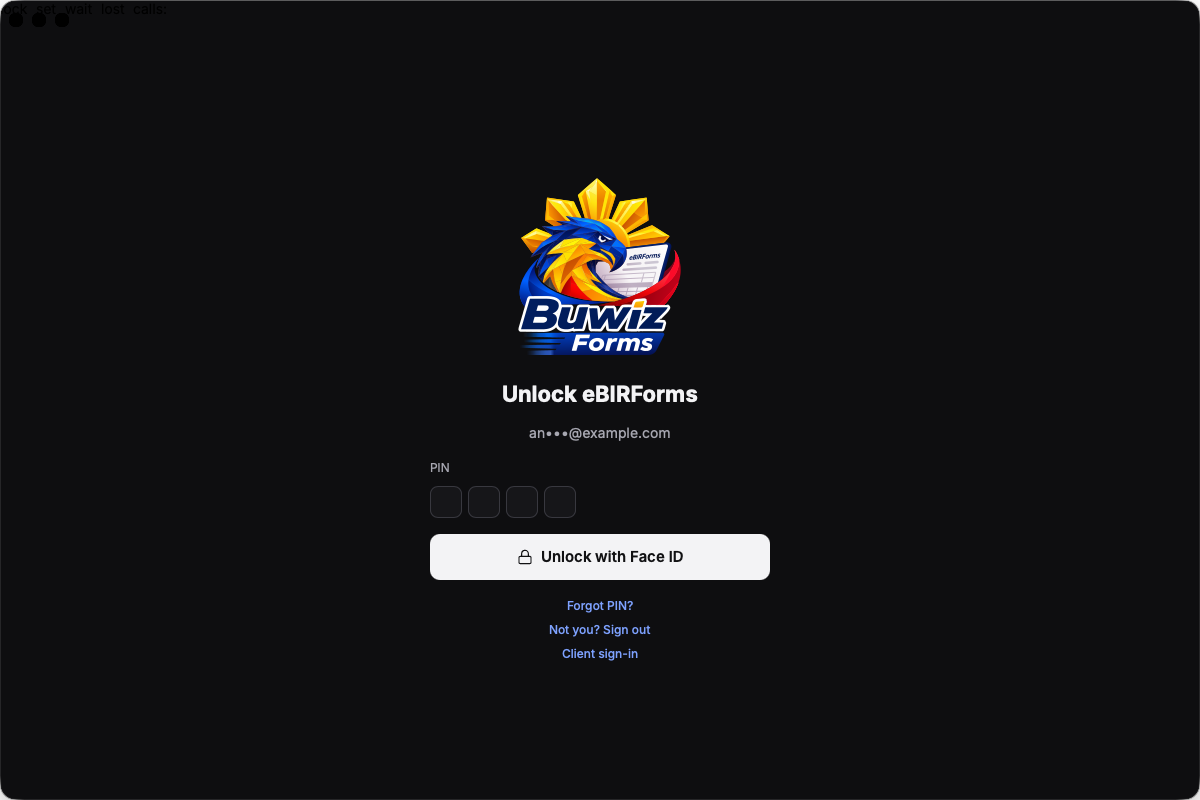 set_wait_lost_calls:
eBIRForms
Buwiz
Forms
Unlock eBIRForms
an•••@example.com
PIN
Unlock with Face ID
Forgot PIN?
Not you? Sign out
Client sign-in